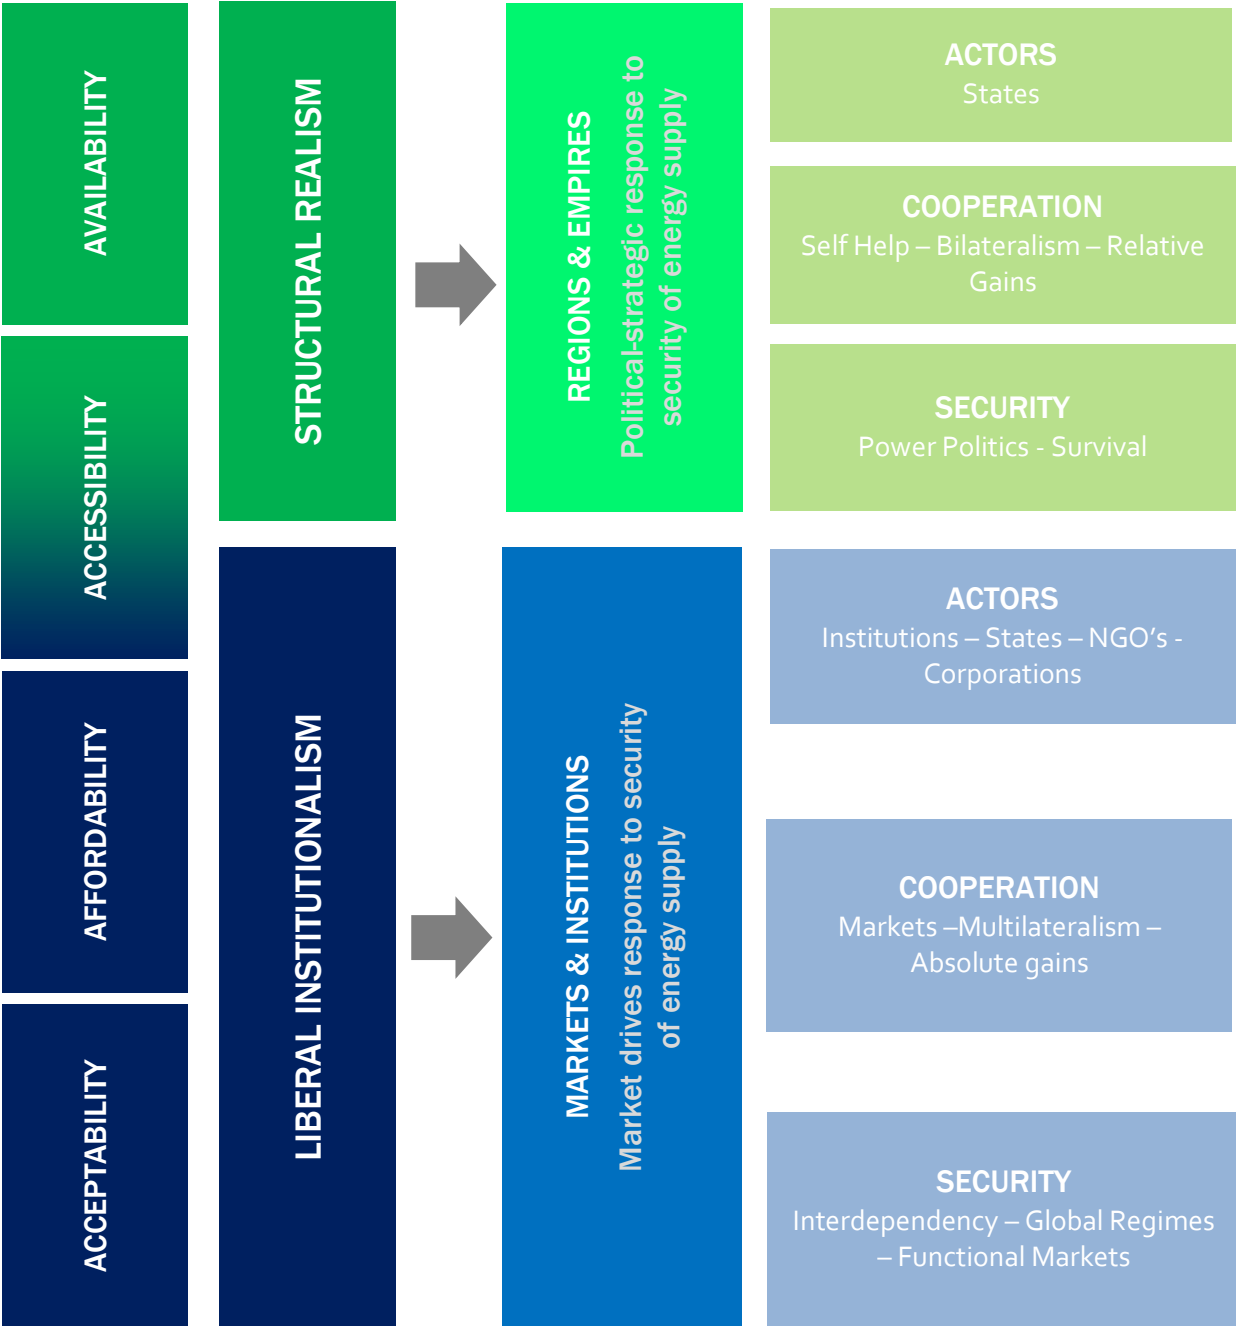 AVAILABILITY
ACCESSIBILITY
AFFORDABILITY
ACCEPTABILITY
STRUCTURAL REALISM
REGIONS & EMPIRES
Political-strategic response to
security of energy supply
ACTORS
States
COOPERATION
Self Help – Bilateralism – Relative
Gains
SECURITY
Power Politics - Survival
LIBERAL INSTITUTIONALISM
MARKETS & INSTITUTIONS
Market drives response to security
of energy supply
ACTORS
Institutions – States – NGO’s -
Corporations
COOPERATION
Markets –Multilateralism –
Absolute gains
SECURITY
Interdependency – Global Regimes
– Functional Markets